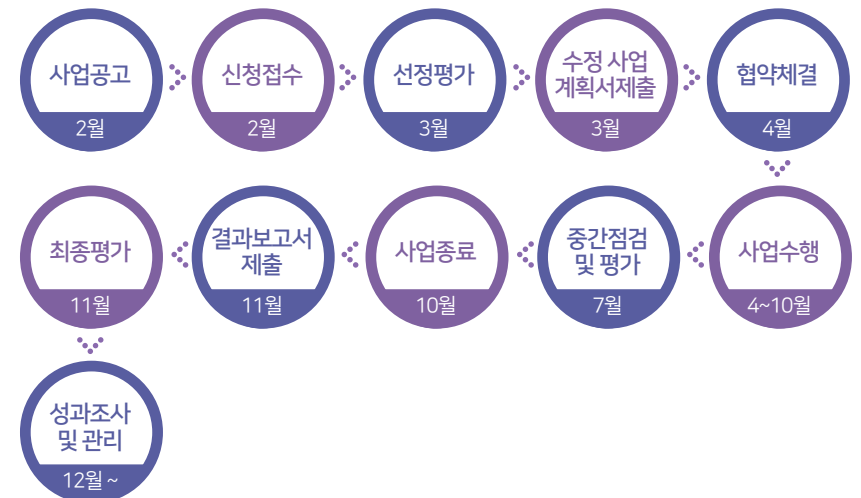 사업공고
2월
신청접수
2월
선정평가
3월
수정 사업
계획서제출
3월
협약체결
4월
사업수행
4~10월
중간점검
및 평가
7월
사업종료
10월
결과보고서
제출
11월
최종평가
11월
성과조사
및 관리
12월 ~